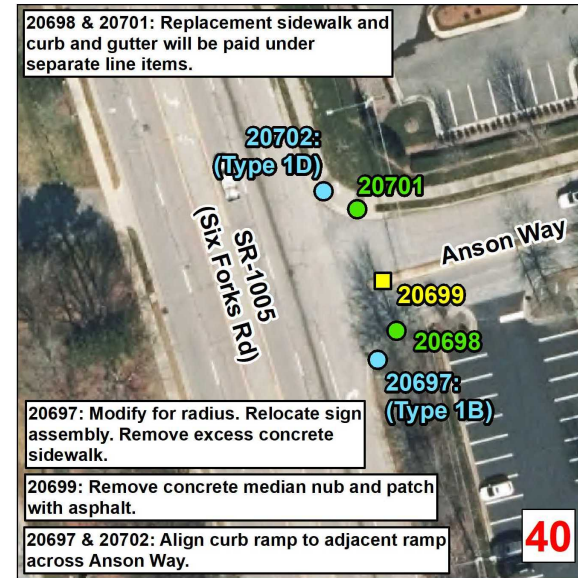 20698 & 20701: Replacement sidewalk and
curb and gutter will be paid under
separate line items.
20702:
(Type 1D)
20701
SR-1005
(Six Forks Rd)
Anson Way
20699
20698
20697:
(Type 1B)
20697: Modify for radius. Relocate sign
assembly. Remove excess concrete
sidewalk.
20699: Remove concrete median nub and patch
with asphalt.
20697 & 20702: Align curb ramp to adjacent ramp
across Anson Way.
40